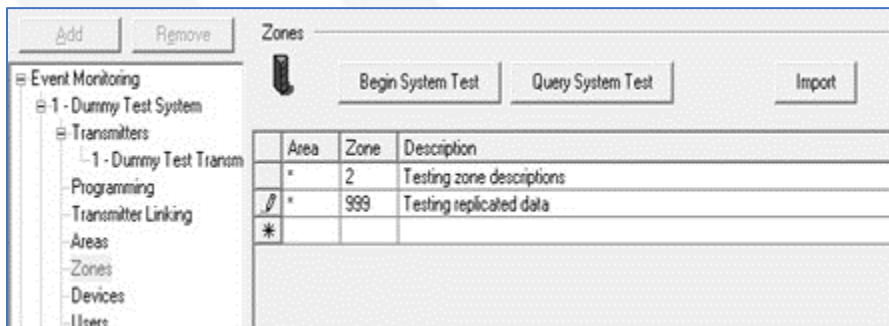 Add Remove
Event Monitoring
1 - Dummy Test System
Transmitters
1 - Dummy Test Transm
Programming
Transmitter Linking
Areas
Zones
Devices
Users
Zones
Begin System Test Query System Test Import
Area Zone Description
* 2 Testing zone descriptions
* 999 Testing replicated data
*